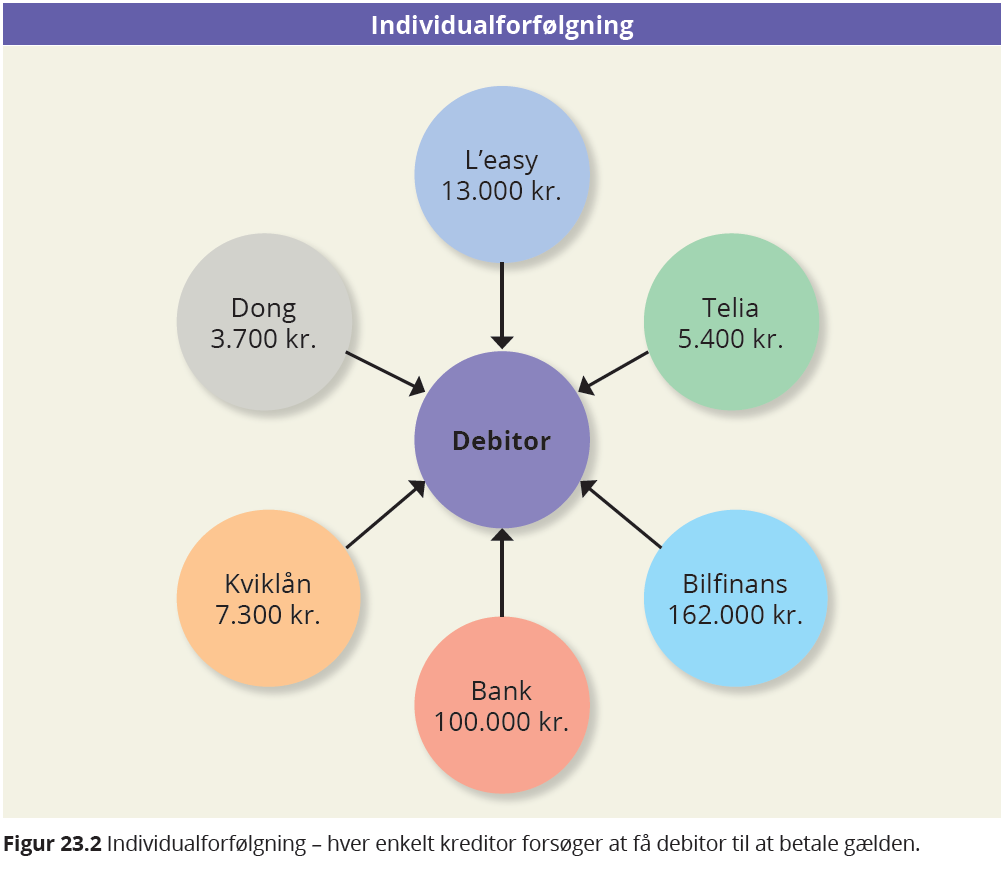 Individualforfølgning
L’easy
13.000 kr.
Dong
3.700 kr.
Telia
5.400 kr.
Debitor
Kviklån
7.300 kr.
Bilfinans
162.000 kr.
Bank
100.000 kr.
Figur 23.2 Individualforfølgning – hver enkelt kreditor forsøger at få debitor til at betale gælden.